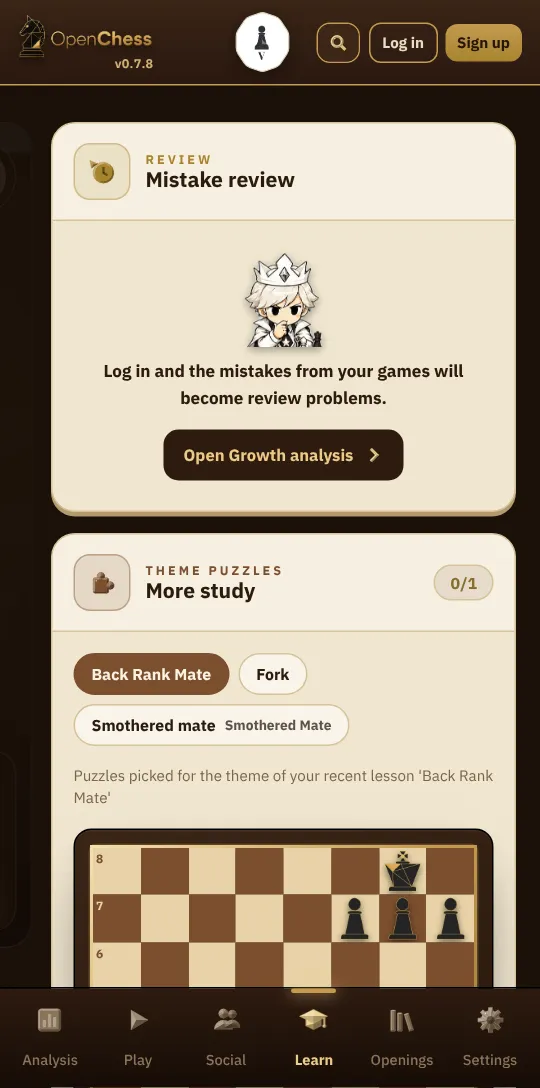 OpenChess
v0.7.8
V
Log in
Sign up
REVIEW
Mistake review
Log in and the mistakes from your games will
become review problems.
Open Growth analysis
THEME PUZZLES
More study
0/1
Back Rank Mate
Fork
Smothered mate Smothered Mate
Puzzles picked for the theme of your recent lesson 'Back Rank
Mate'
8
7
6
Analysis
Play
Social
Learn
Openings
Settings